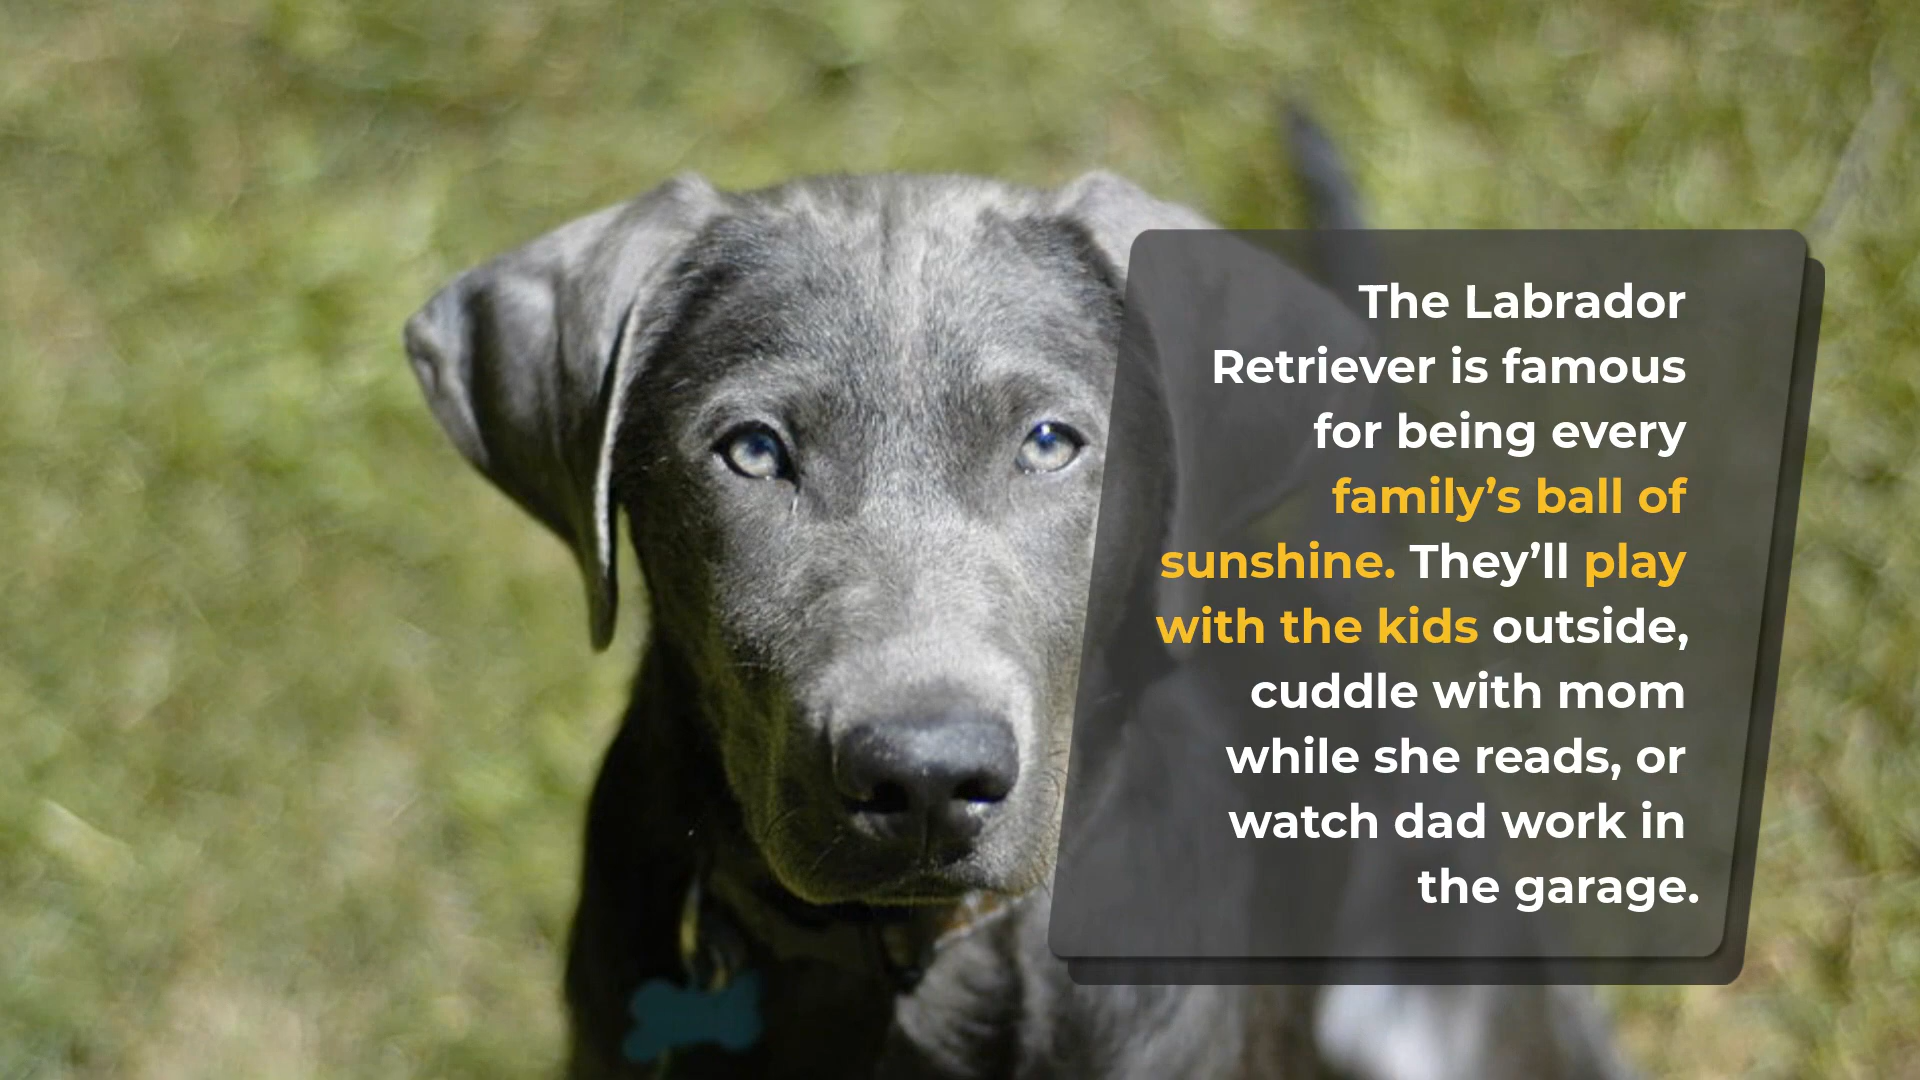 The Labrador
Retriever is famous
for being every
family’s ball of
sunshine. They’ll play
with the kids outside,
cuddle with mom
while she reads, or
watch dad work in
the garage.